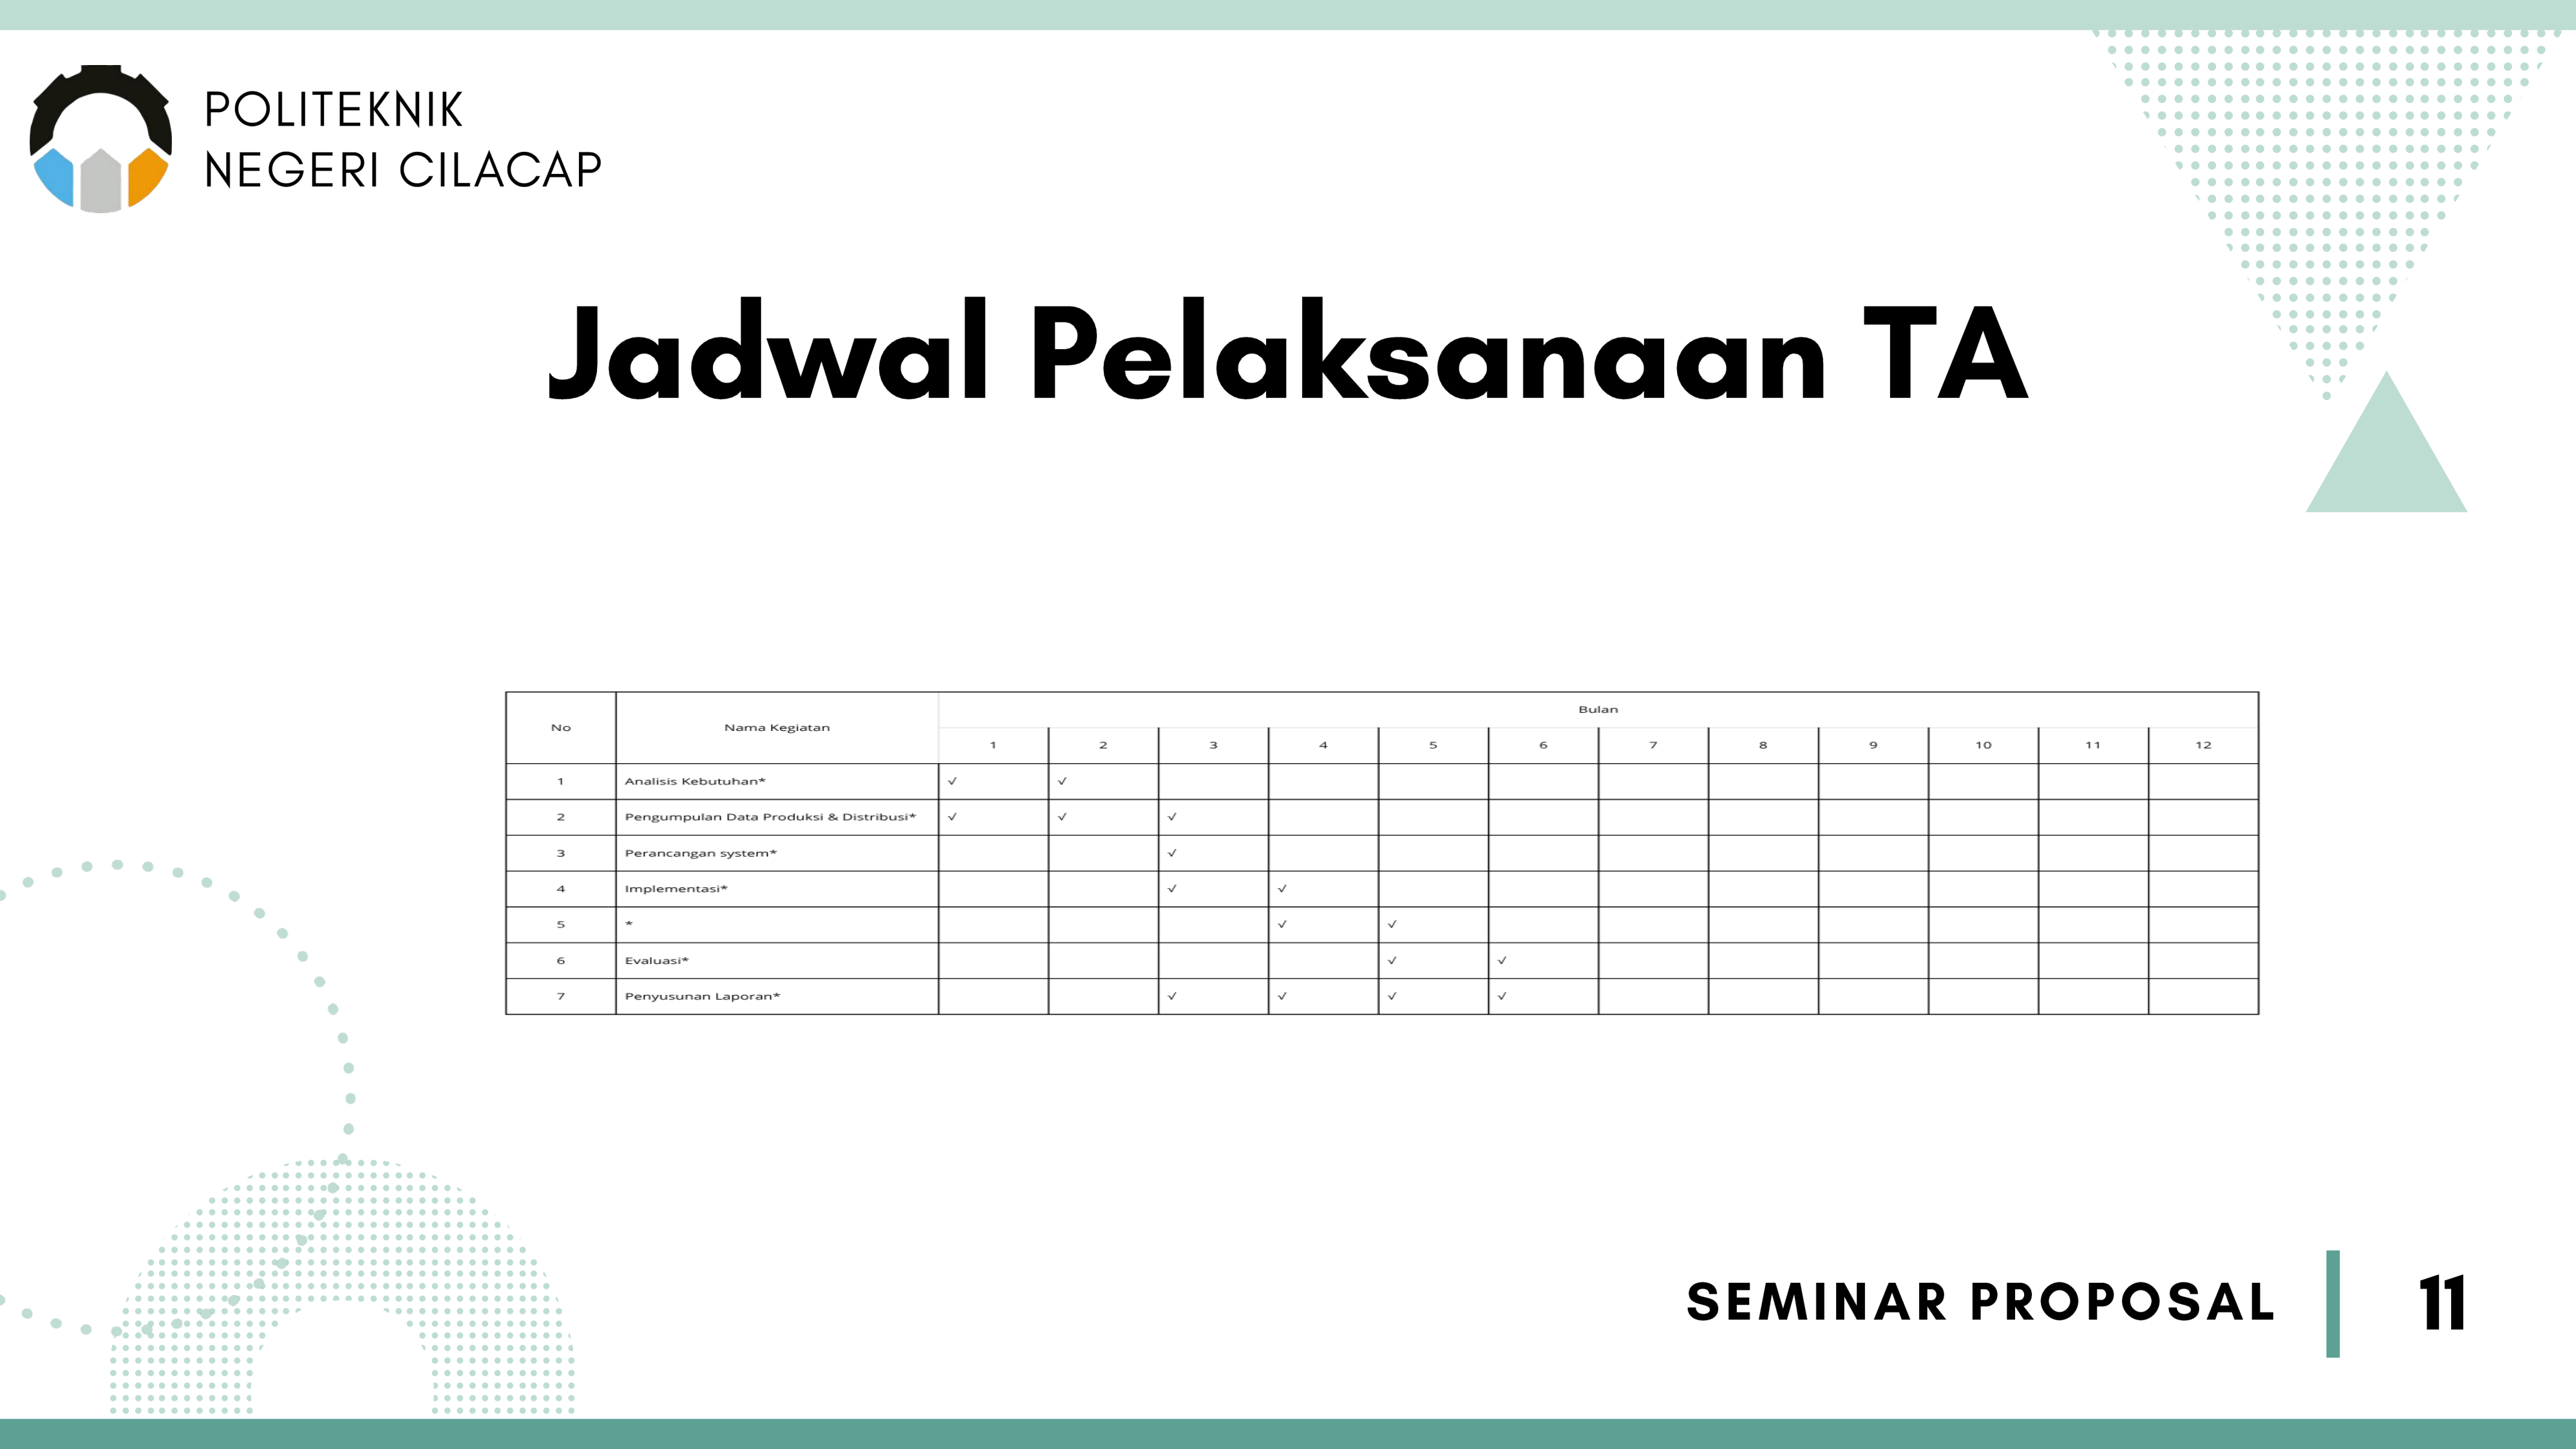 POLITEKNIK
NEGERI CILACAP
Jadwal Pelaksanaan TA
No Nama Kegiatan Bulan
1 2 3 4 5 6 7 8 9 10 11 12
1 Analisis Kebutuhan* √ √
2 Pengumpulan Data Produksi & Distribusi* √ √ √
3 Perancangan system* √
4 Implementasi* √ √
5 * √ √
6 Evaluasi* √ √
7 Penyusunan Laporan* √ √ √ √
SEMINAR PROPOSAL 11